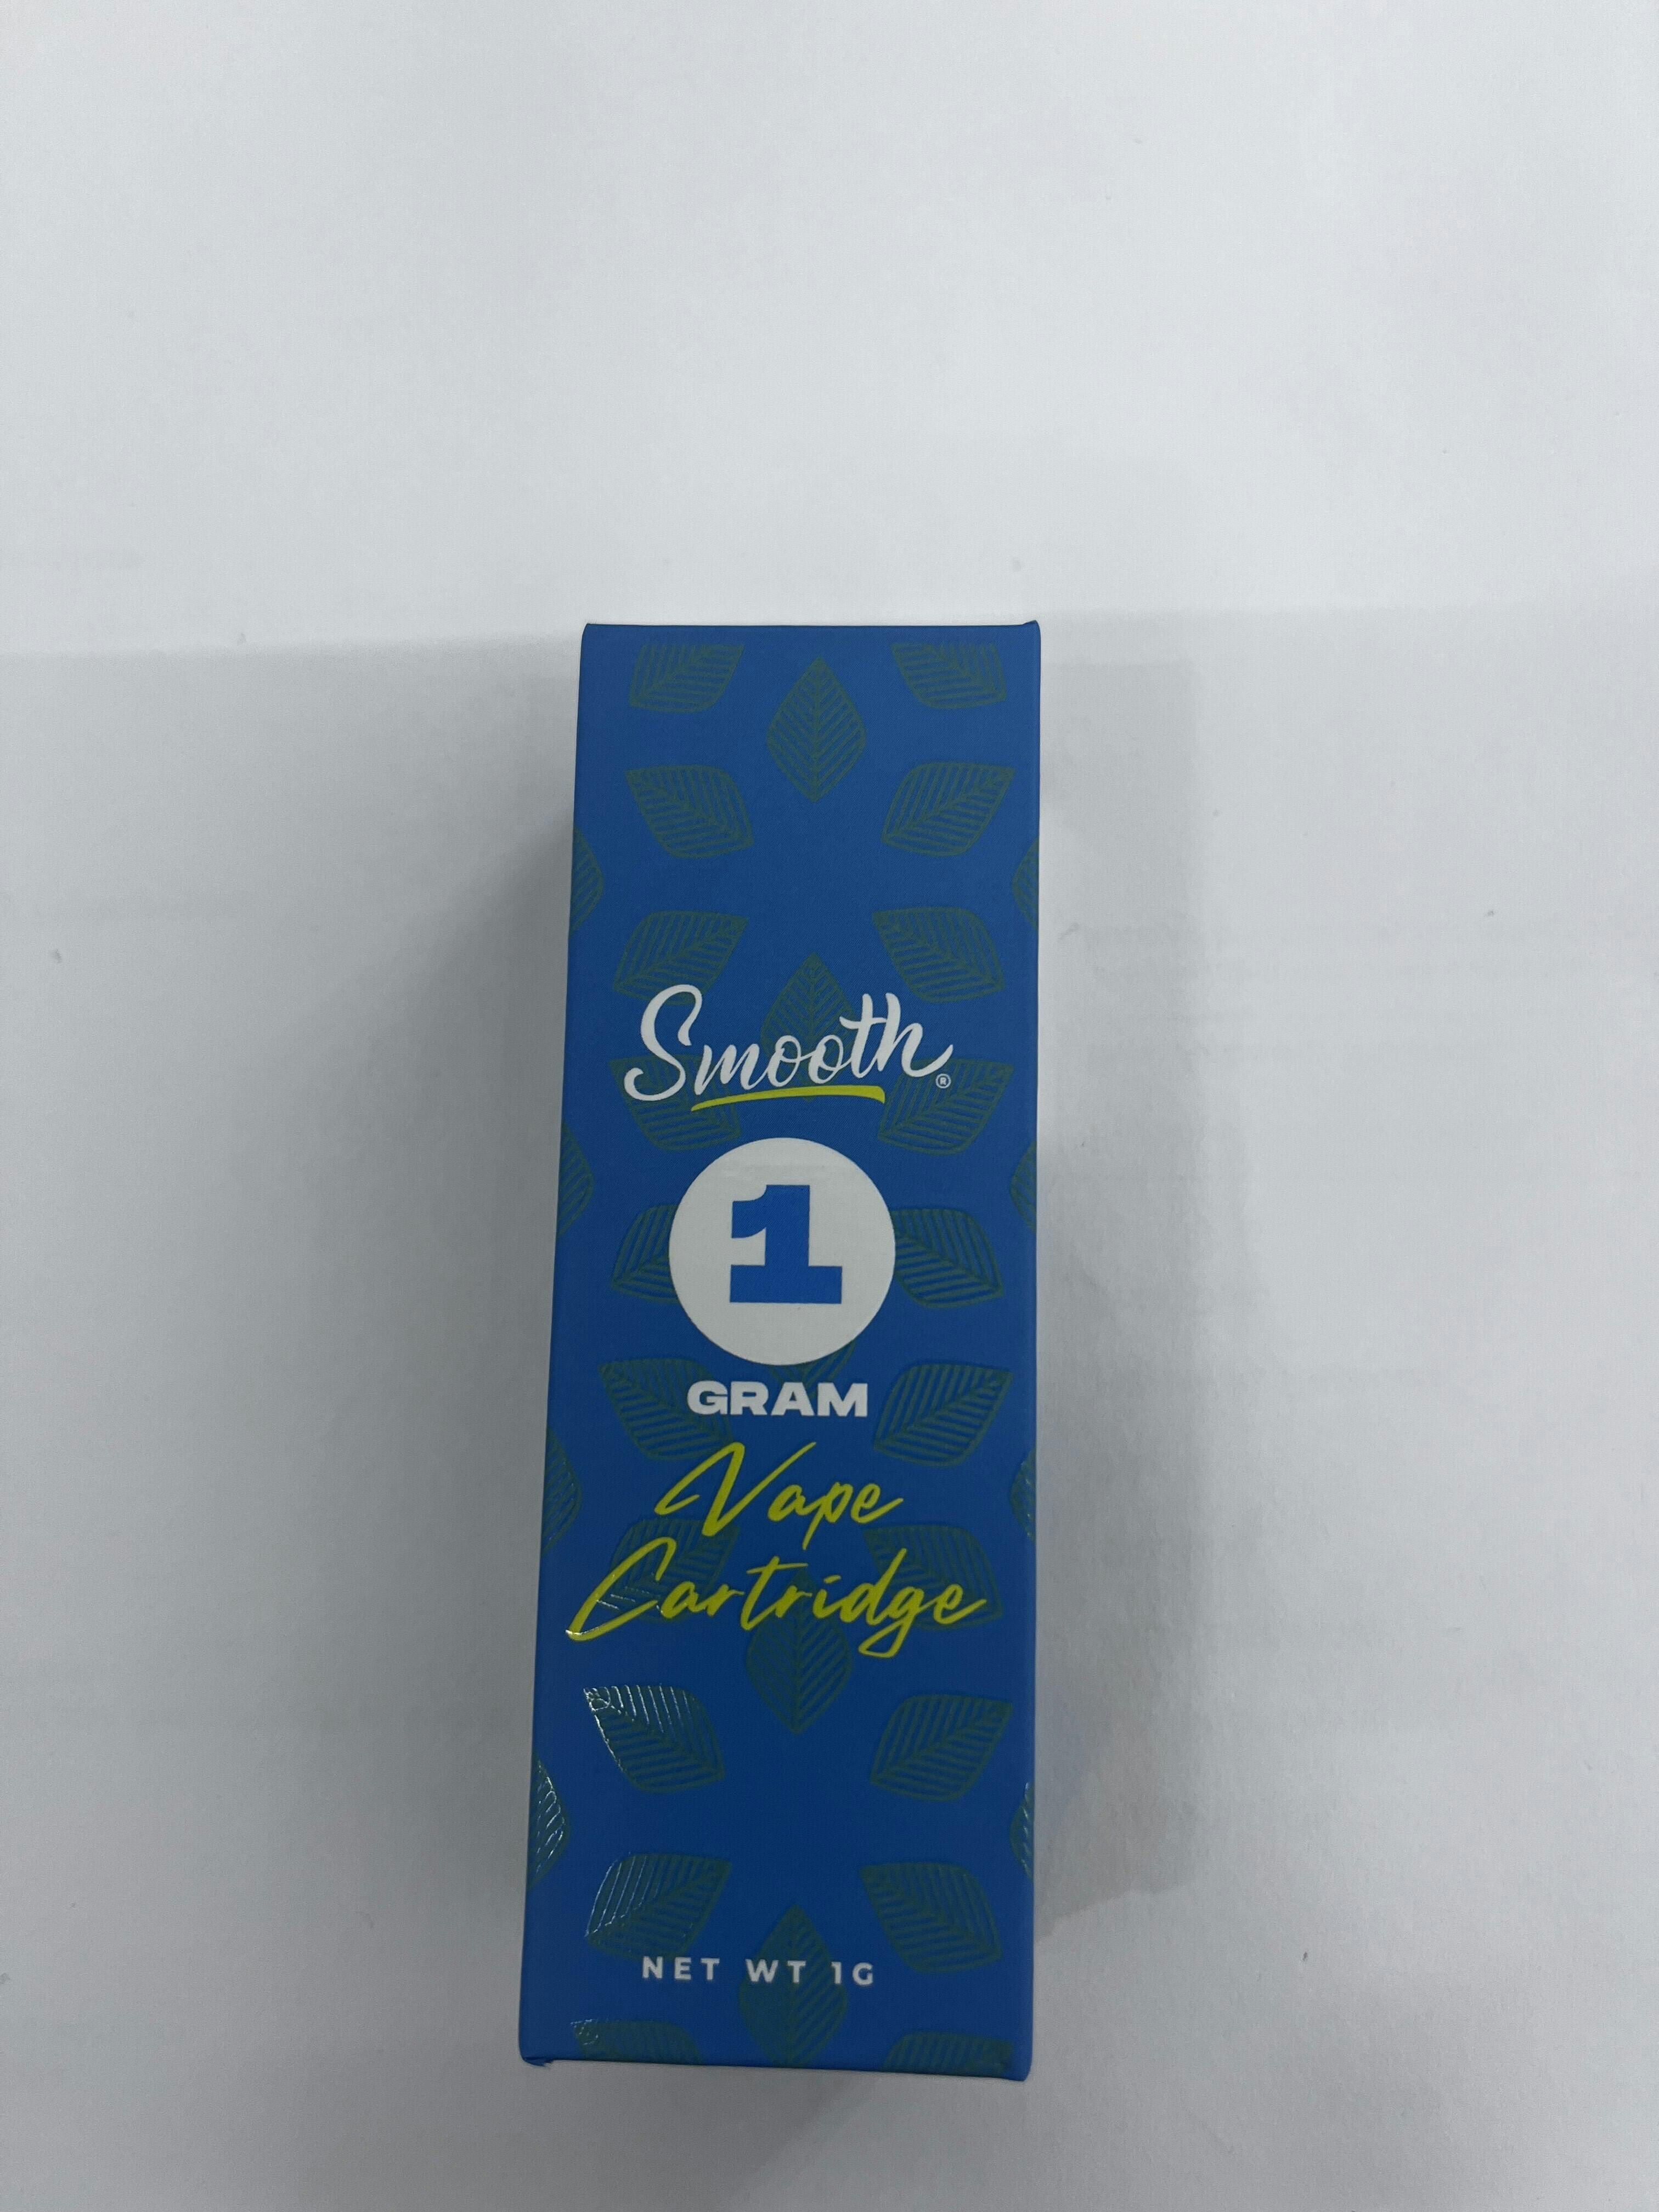 Smooth®
1
GRAM
Vape
Cartridge
NET WT 1G